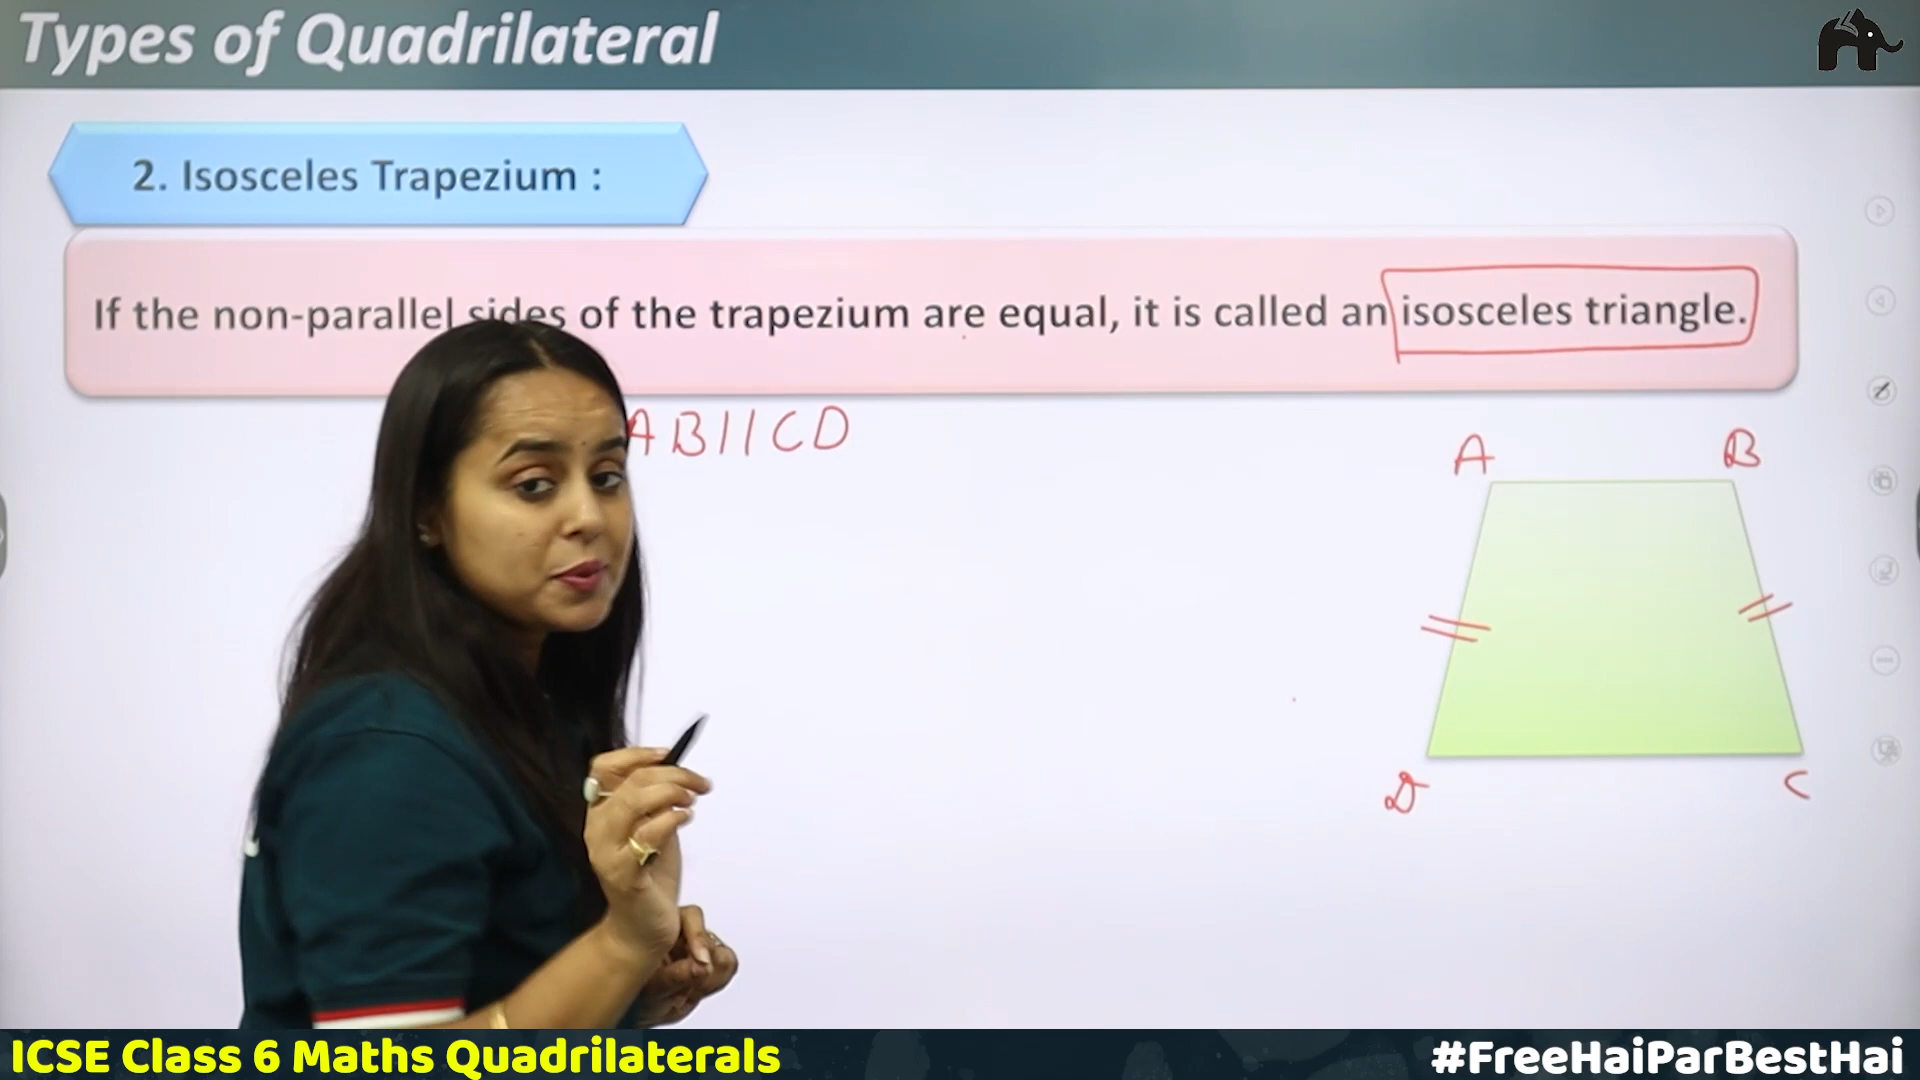 Types of Quadrilateral
2. Isosceles Trapezium :
If the non-parallel sides of the trapezium are equal, it is called an isosceles triangle.
AB||CD
A B
D C
ICSE Class 6 Maths Quadrilaterals
#FreeHaiParBestHai